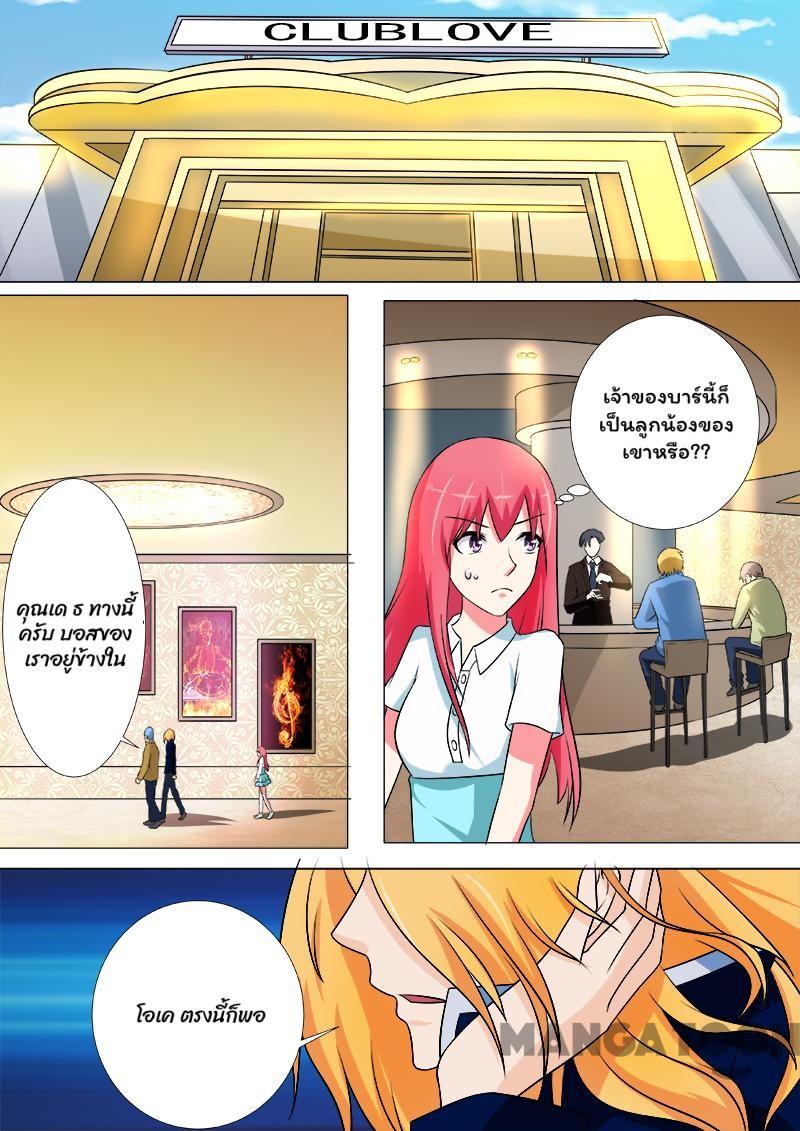 CLUBLOVE
คุณเด ธ ทางนี้
ครับ บอสของ
เราอยู่ข้างใน
เจ้าของบาร์นี้ก็
เป็นลูกน้องของ
เขาหรือ??
โอเค ตรงนี้ก็พอ
MANGATOON